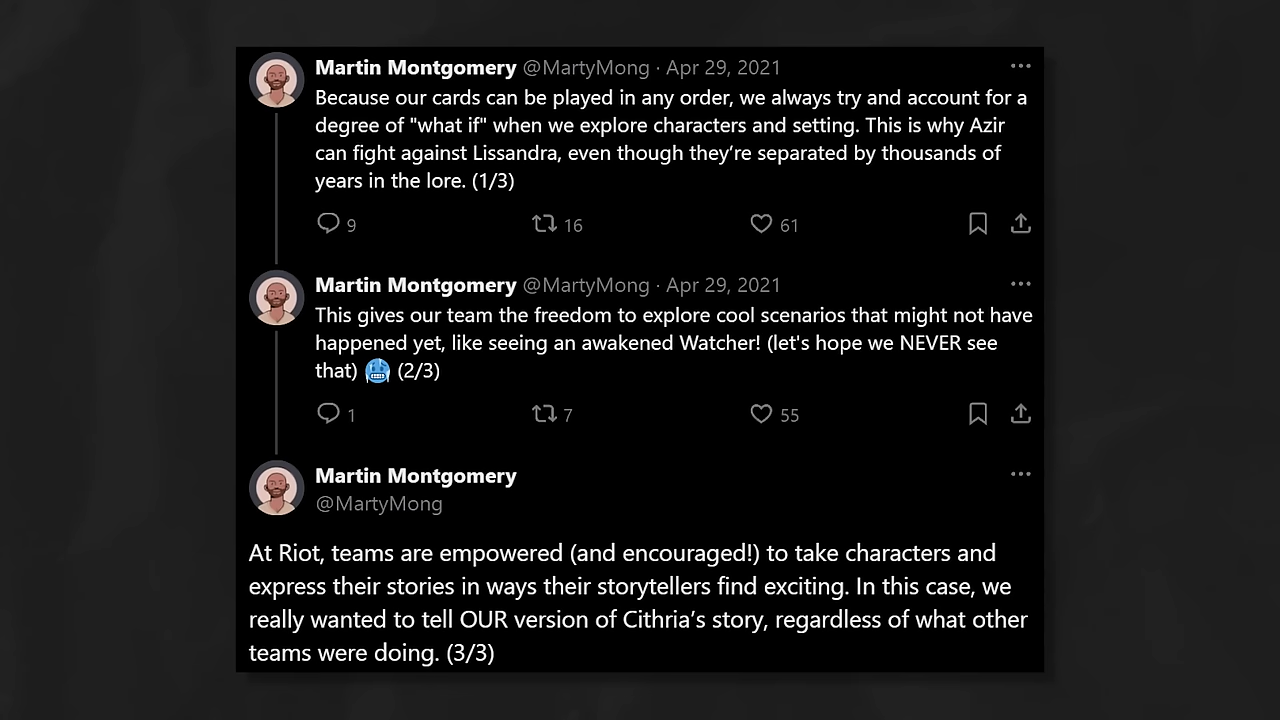 Martin Montgomery @MartyMong · Apr 29, 2021
Because our cards can be played in any order, we always try and account for a
degree of "what if" when we explore characters and setting. This is why Azir
can fight against Lissandra, even though they’re separated by thousands of
years in the lore. (1/3)
9 16 61
Martin Montgomery @MartyMong · Apr 29, 2021
This gives our team the freedom to explore cool scenarios that might not have
happened yet, like seeing an awakened Watcher! (let's hope we NEVER see
that) 🥶 (2/3)
1 7 55
Martin Montgomery
@MartyMong
At Riot, teams are empowered (and encouraged!) to take characters and
express their stories in ways their storytellers find exciting. In this case, we
really wanted to tell OUR version of Cithria’s story, regardless of what other
teams were doing. (3/3)